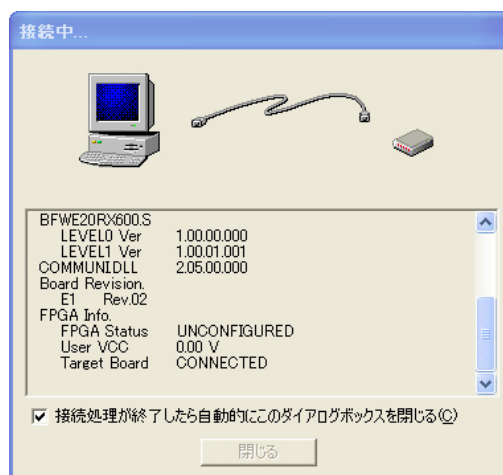 接続中...
BFWE20RX600.S
LEVEL0 Ver 1.00.00.000
LEVEL1 Ver 1.00.01.001
COMMUNIDLL 2.05.00.000
Board Revision.
E1 Rev.02
FPGA Info.
FPGA Status UNCONFIGURED
User VCC 0.00 V
Target Board CONNECTED
接続処理が終了したら自動的にこのダイアログボックスを閉じる(C)
閉じる